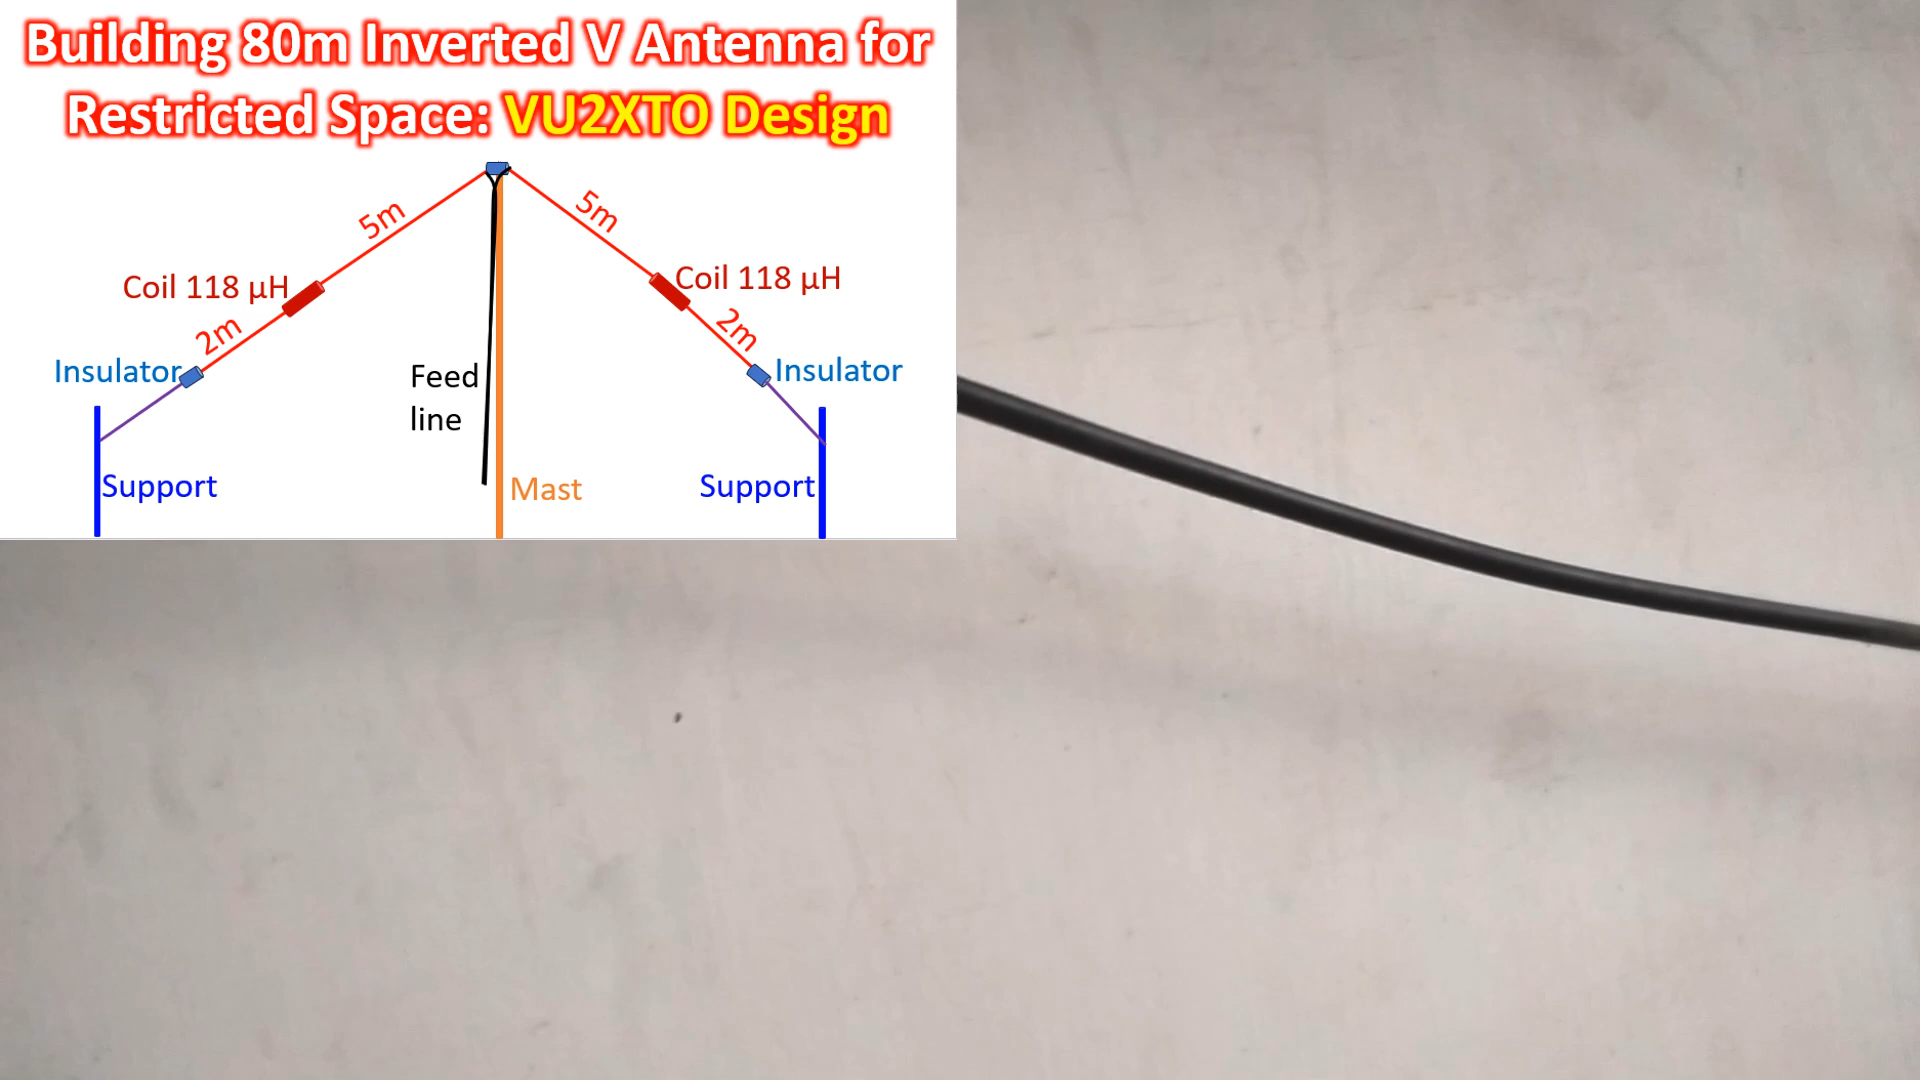 Building 80m Inverted V Antenna for
Restricted Space: VU2XTO Design
5m
5m
Coil 118 µH
Coil 118 µH
2m
2m
Insulator
Insulator
Feed
line
Support
Mast
Support